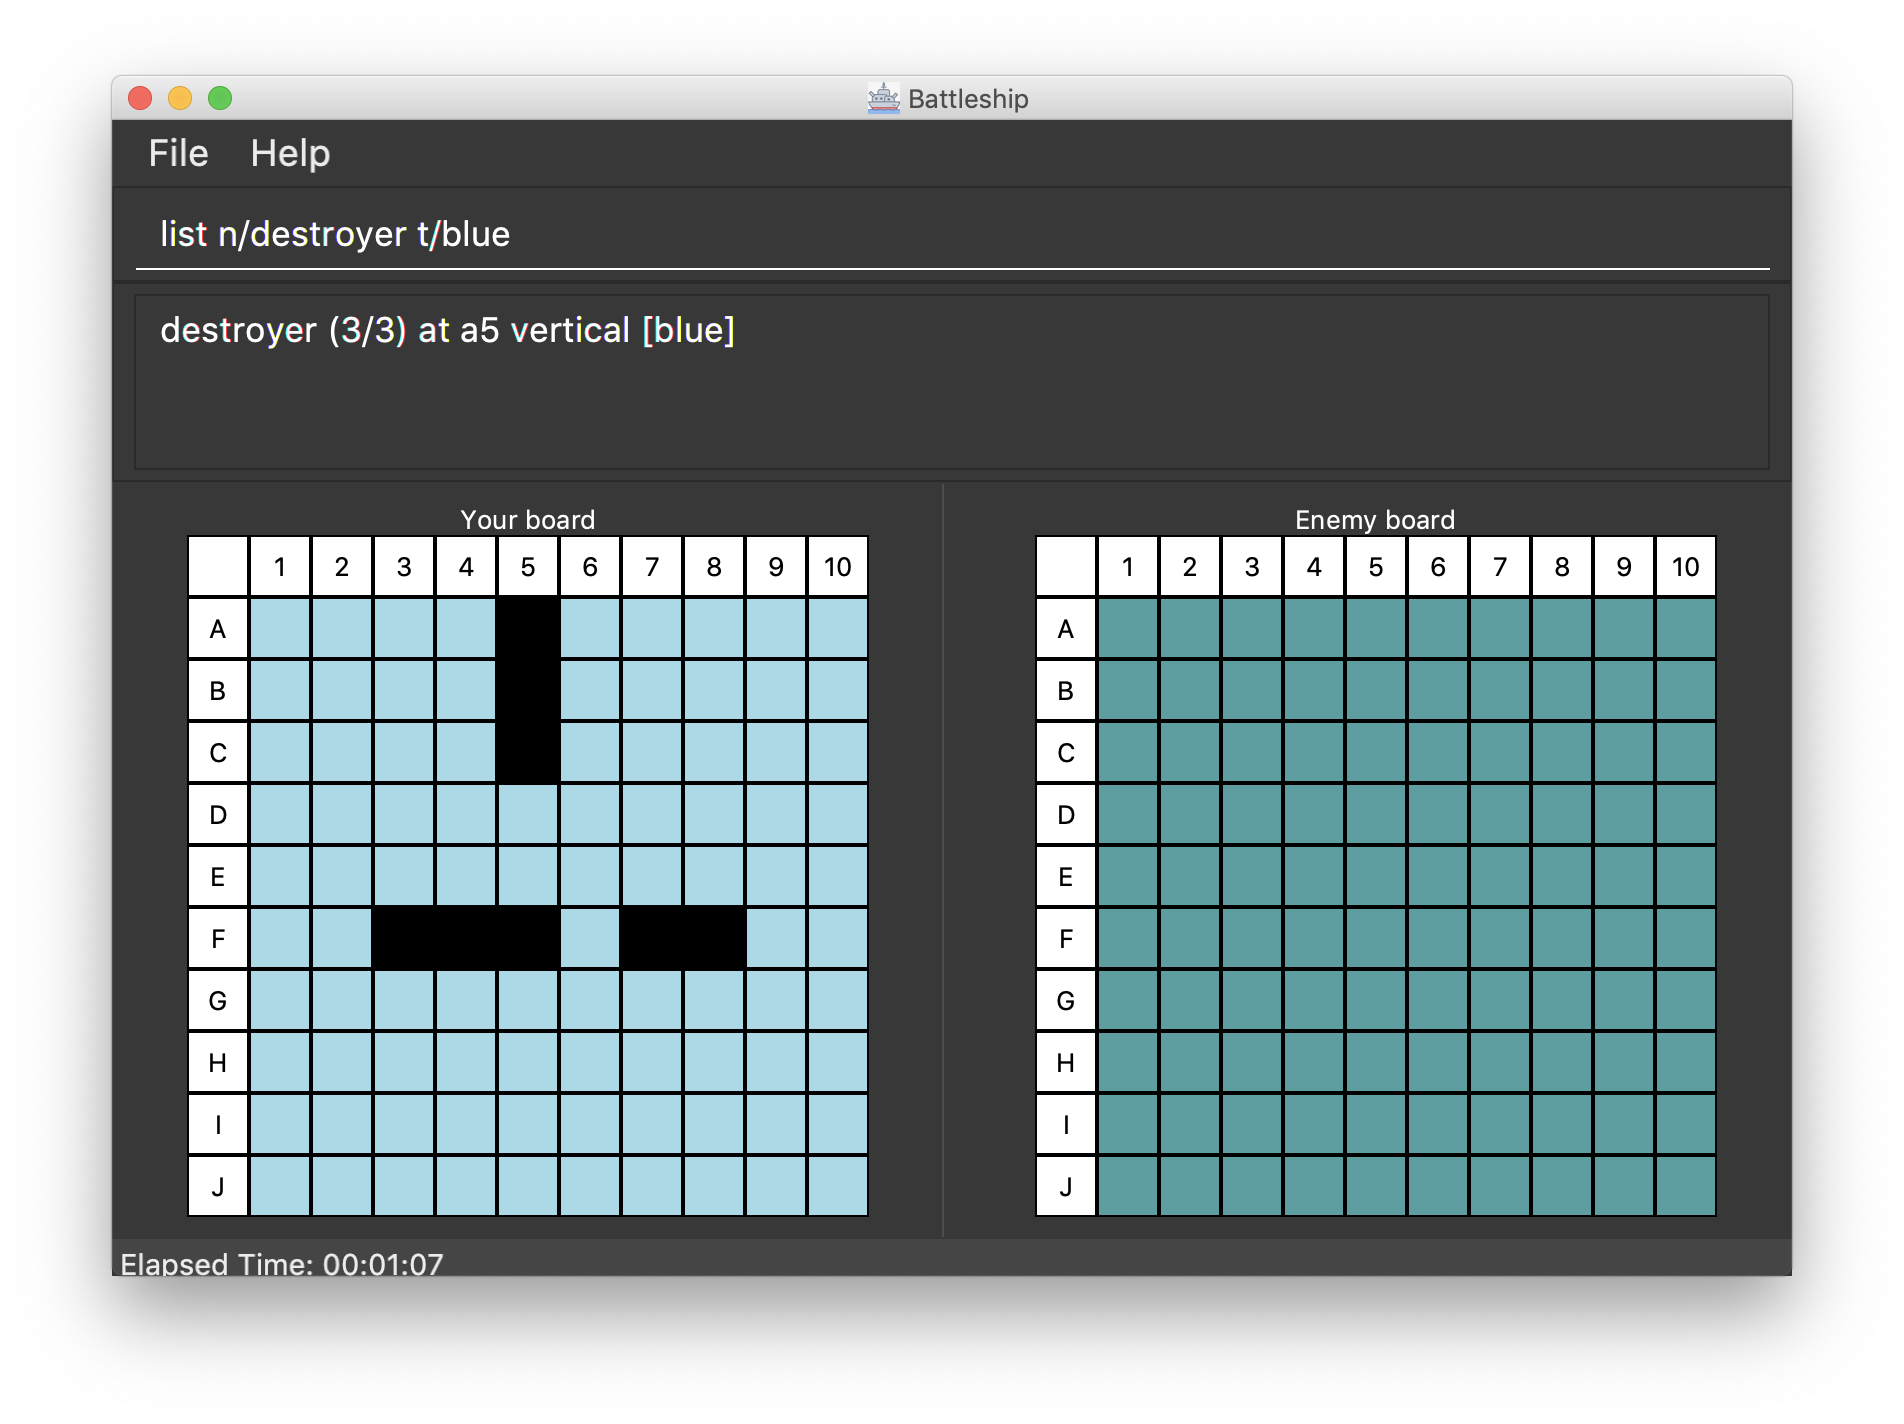 Battleship
File Help
list n/destroyer t/blue
destroyer (3/3) at a5 vertical [blue]
Your board
1 2 3 4 5 6 7 8 9 10
A
B
C
D
E
F
G
H
I
J
Enemy board
1 2 3 4 5 6 7 8 9 10
A
B
C
D
E
F
G
H
I
J
Elapsed Time: 00:01:07